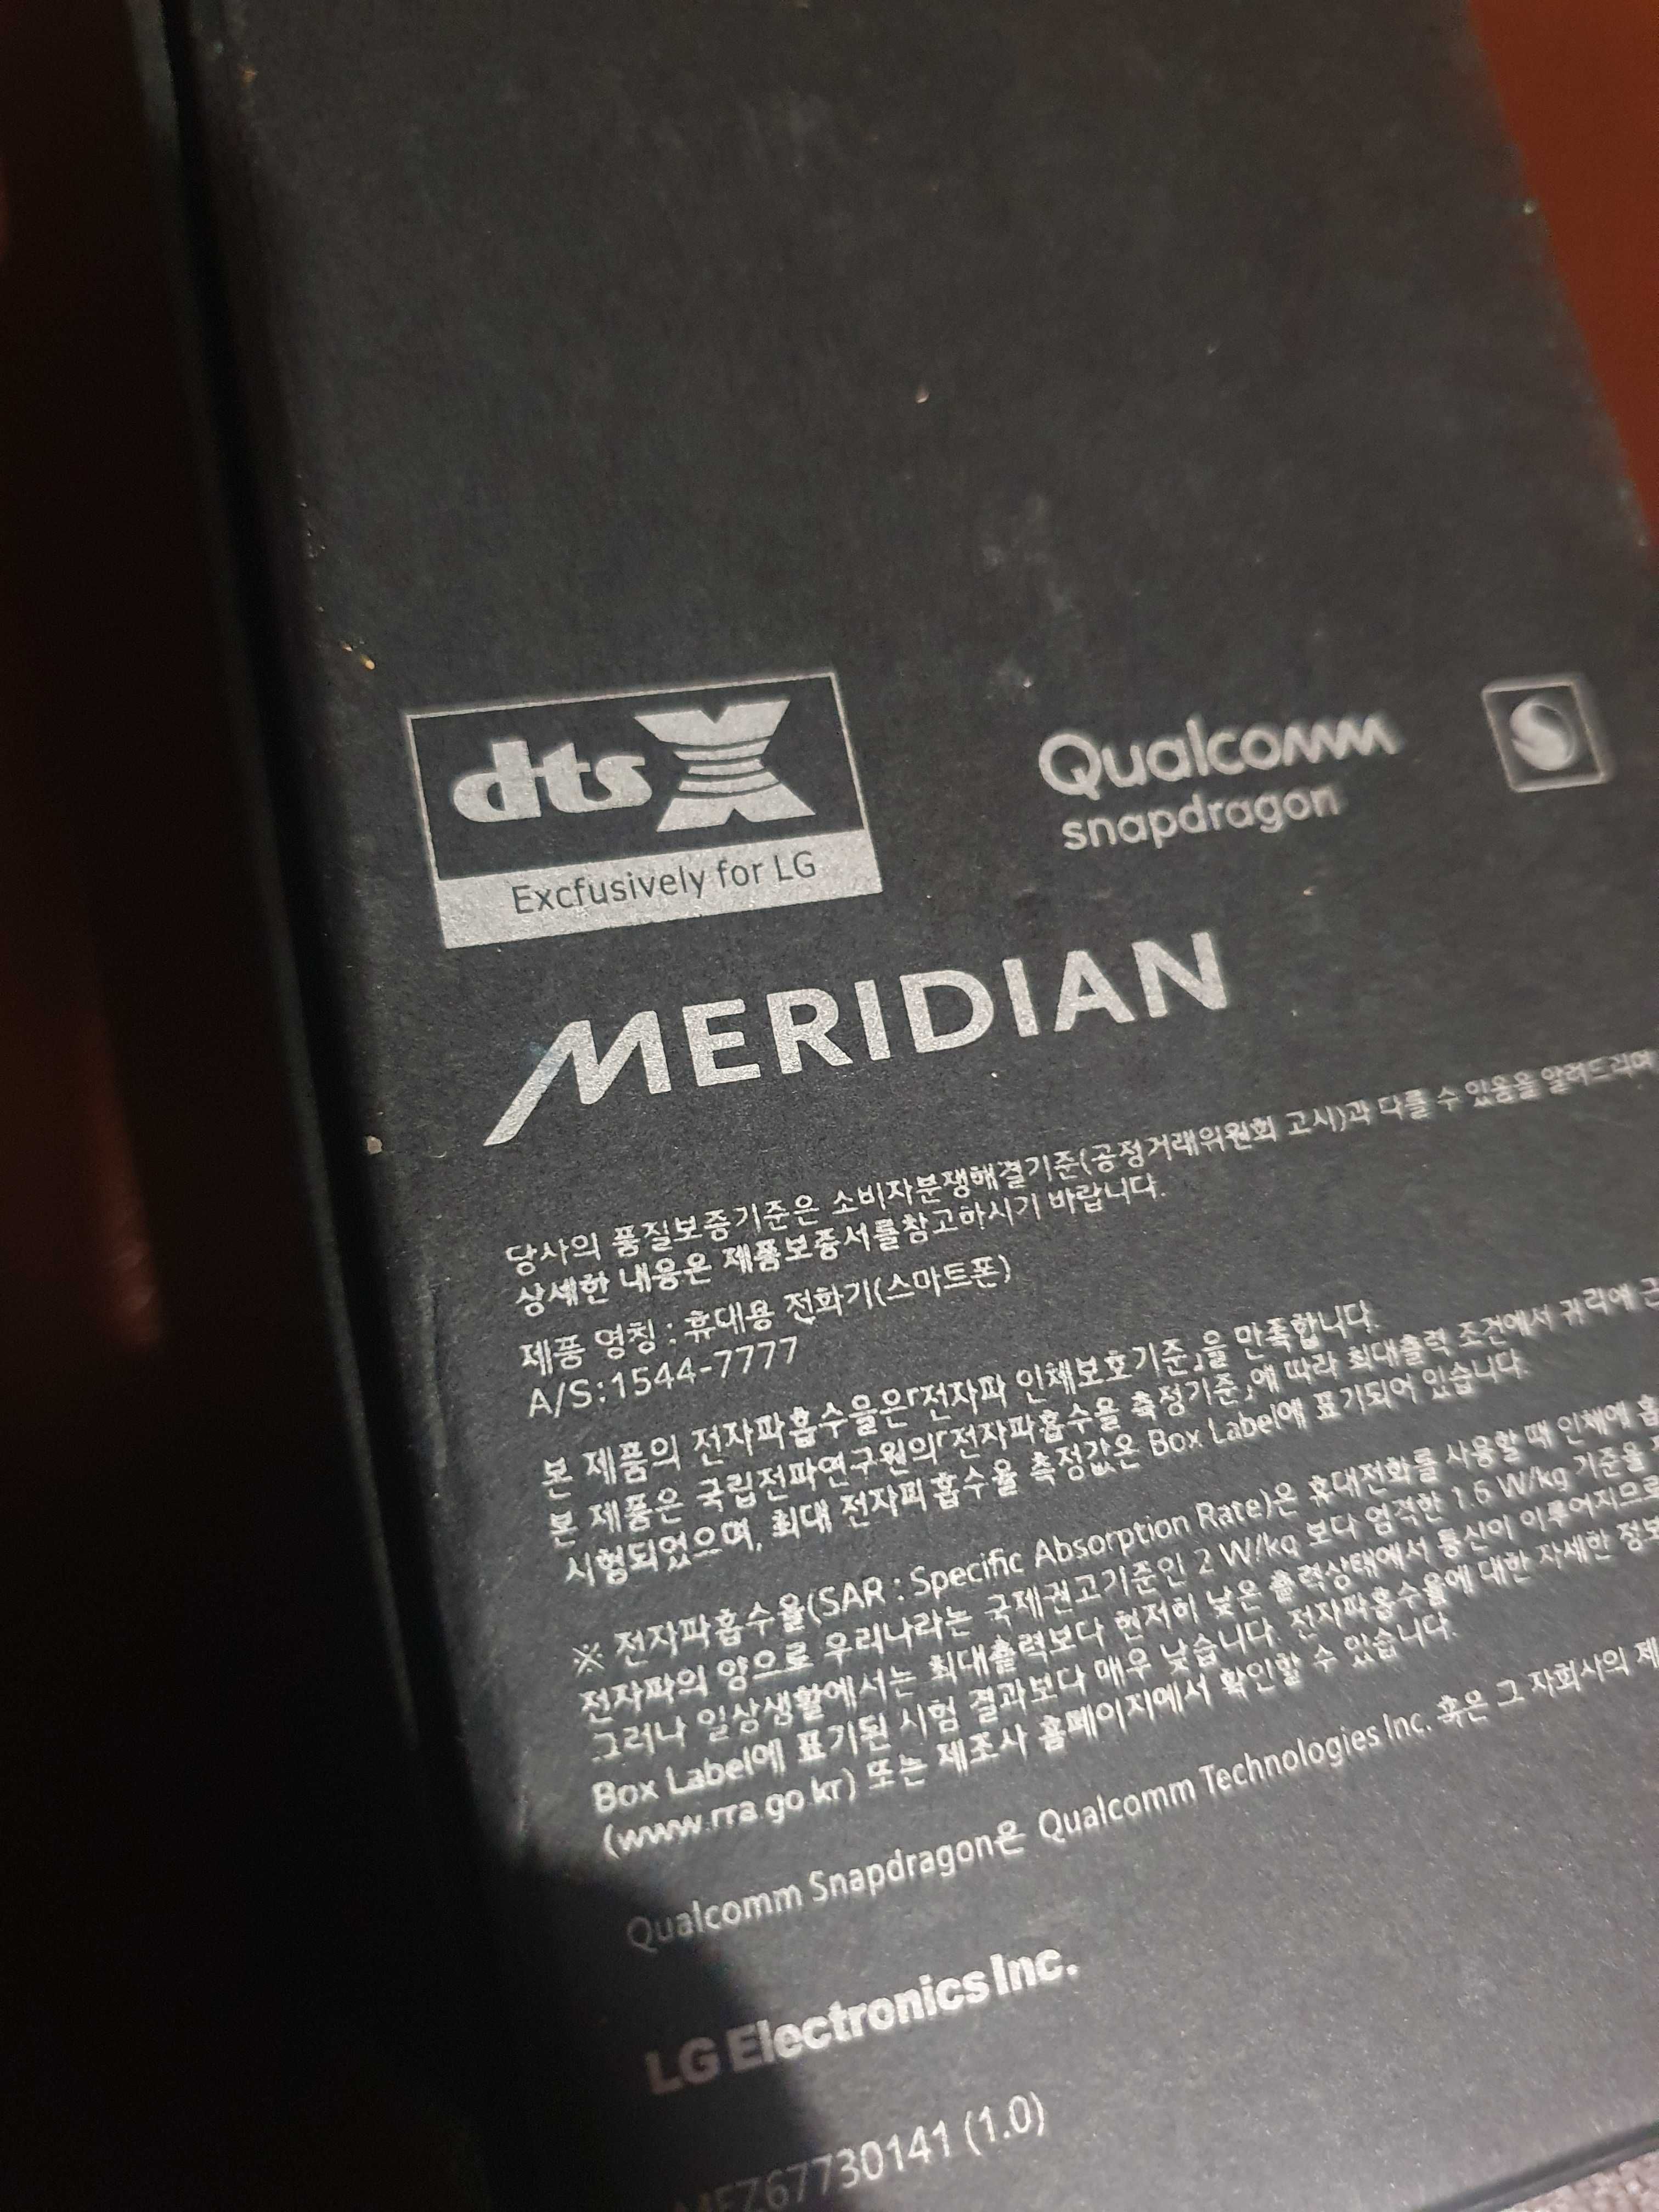 dts X
Excfusively for LG
Qualcomm
snapdragon
MERIDIAN
당사의 품질보증기준은 소비자분쟁해결기준(공정거래위원회 고시)과 다를 수 있음을 알려드리며
상세한 내용은 제품보증서를참고하시기 바랍니다.
제품 명칭 : 휴대용 전화기(스마트폰)
A/S:1544-7777
본 제품의 전자파흡수율은「전자파 인체보호기준」을 만족합니다.
본 제품은 국립전파연구원의「전자파흡수율 측정기준」에 따라 최대출력 조건에서 귀리에 근
시험되었으며, 최대 전자피 흡수율 측정값은 Box Label에 표기되어 있습니다.
※ 전자파흡수율(SAR : Specific Absorption Rate)은 휴대전화를 사용할 때 인체에 흡
전자파의 양으로 우리나라는 국제권고기준인 2 W/kg 보다 엄격한 1.6 W/kg 기준을
그러나 일상생활에서는 최대출력보다 현저히 낮은 출력상태에서 통신이 이루어지므로
Box Label에 표기된 시험 결과보다 매우 낮습니다. 전자파흡수율에 대한 자세한 정보
(www.rra.go.kr) 또는 제조사 홈페이지에서 확인할 수 있습니다.
Qualcomm Snapdragon은 Qualcomm Technologies Inc. 혹은 그 자회사의 제
LG Electronics Inc.
MFZ67730141 (1.0)